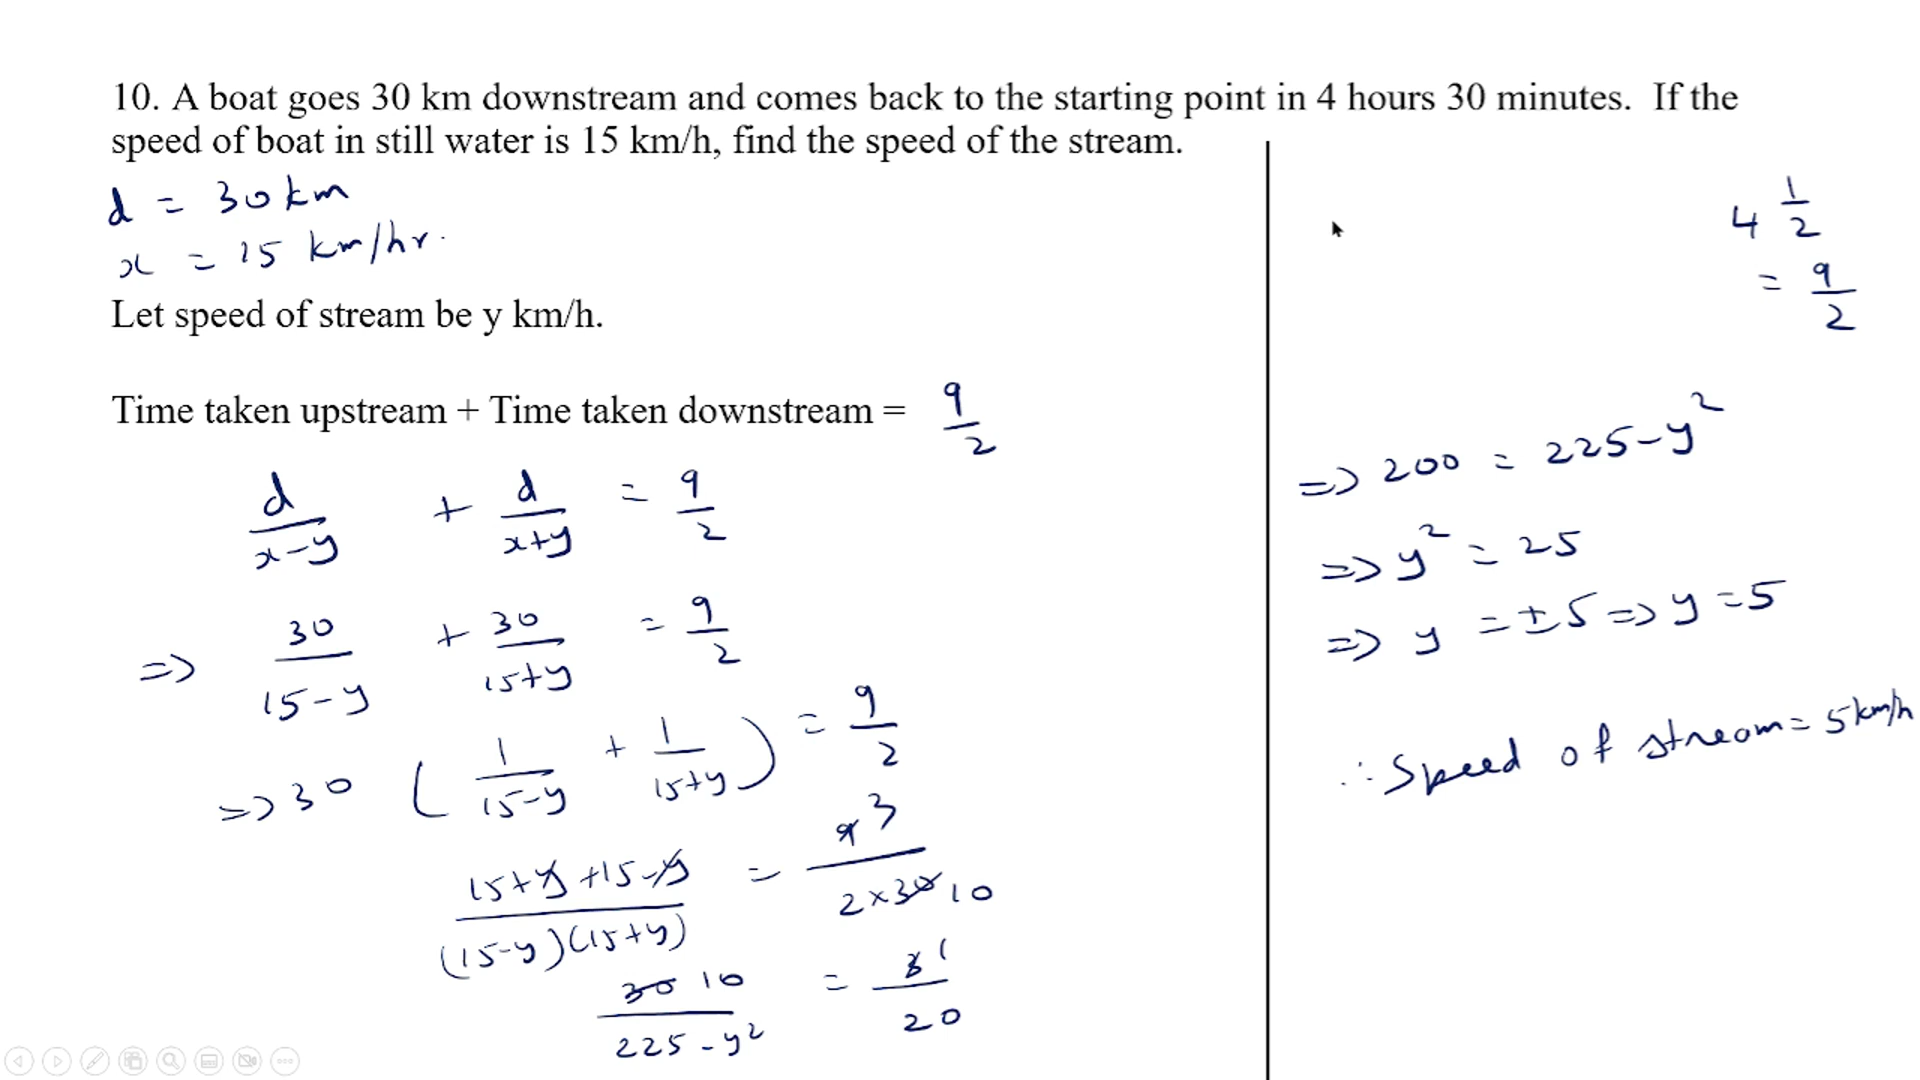 10. A boat goes 30 km downstream and comes back to the starting point in 4 hours 30 minutes. If the
speed of boat in still water is 15 km/h, find the speed of the stream.
d = 30 km
x = 15 km/hr.
Let speed of stream be y km/h.
Time taken upstream + Time taken downstream = 9/2
d/(x-y) + d/(x+y) = 9/2
=> 30/(15-y) + 30/(15+y) = 9/2
=> 30 (1/(15-y) + 1/(15+y)) = 9/2
(15+y+15-y)/((15-y)(15+y)) = 9 3/(2×30 10)
30 10/(225-y²) = 3 1/20
4 1/2
= 9/2
=> 200 = 225-y²
=> y² = 25
=> y = ±5 => y = 5
∴ Speed of stream = 5 km/h